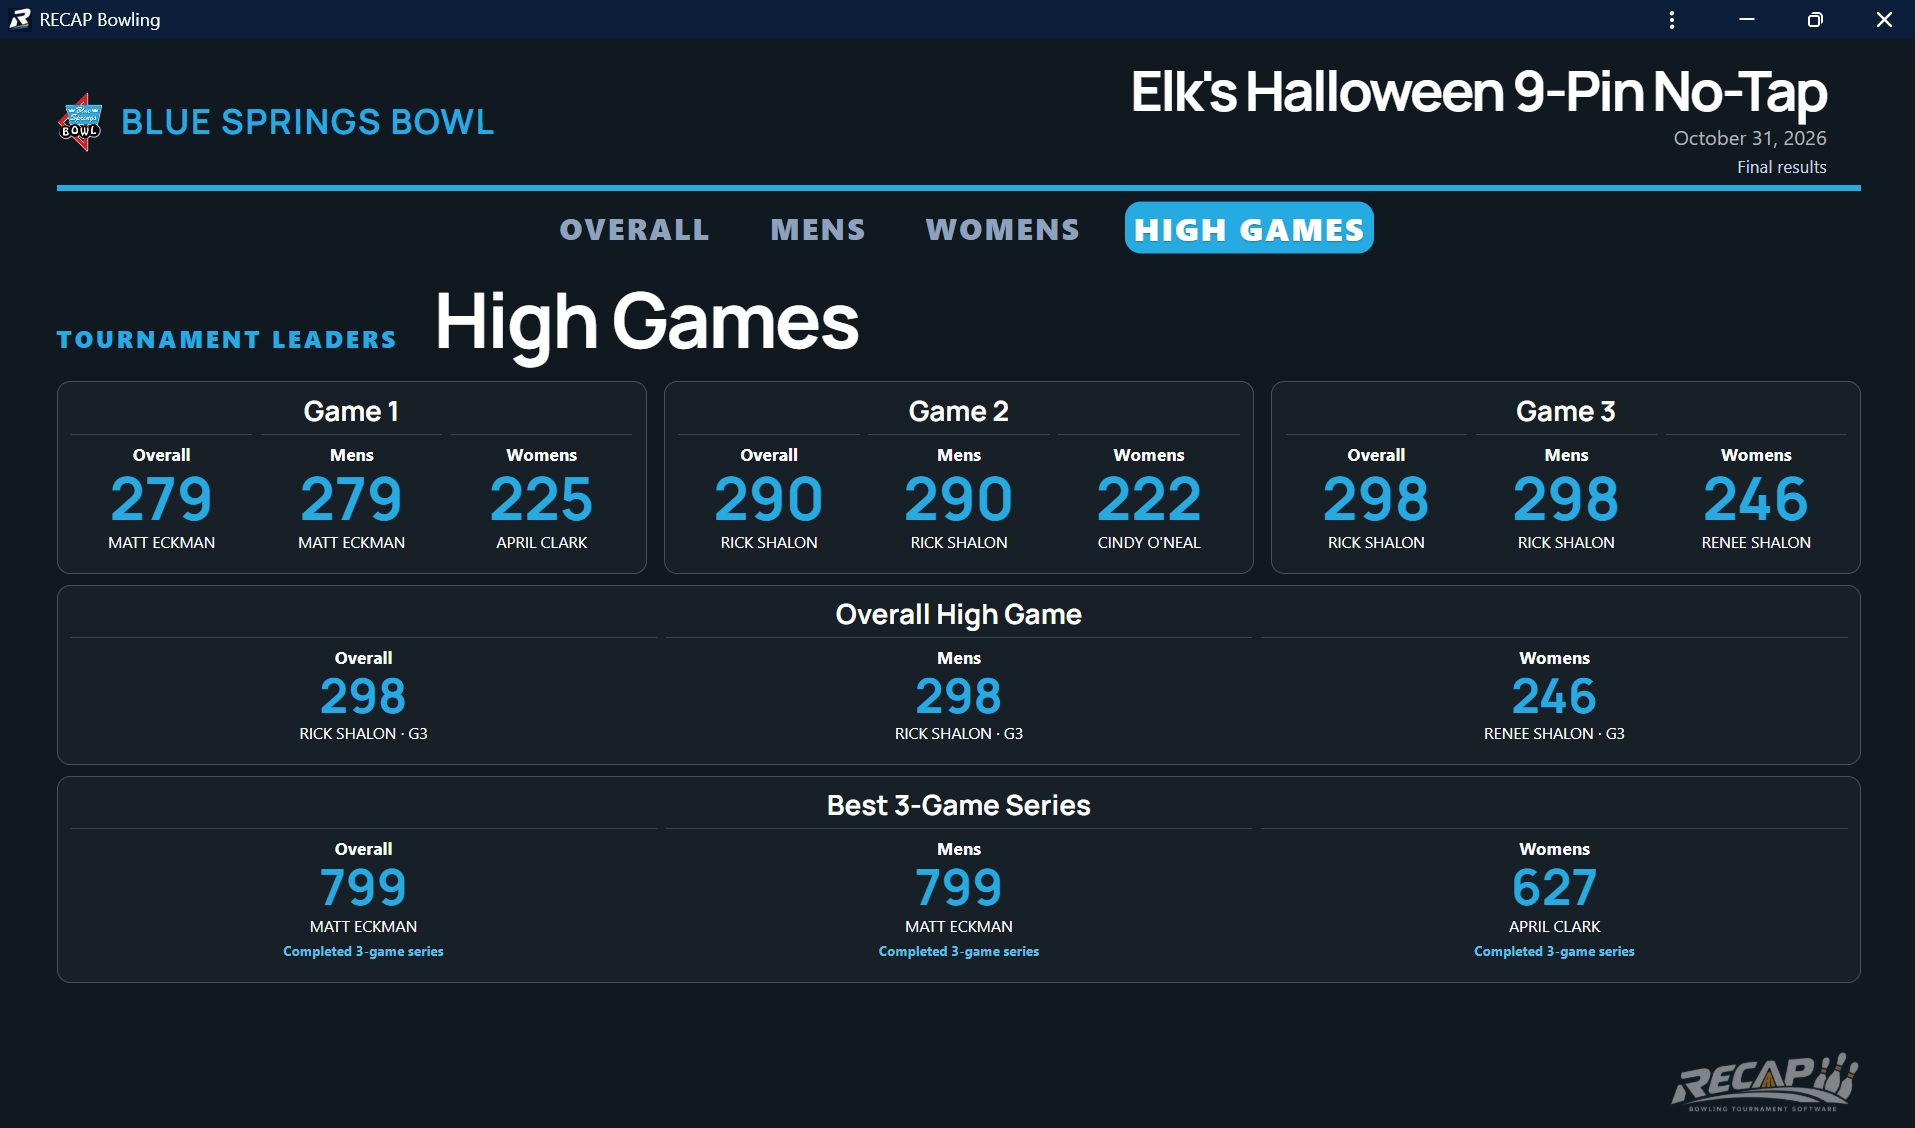 RECAP Bowling
Blue Springs BOWL
BLUE SPRINGS BOWL
Elk's Halloween 9-Pin No-Tap
October 31, 2026
Final results
OVERALL MENS WOMENS HIGH GAMES
TOURNAMENT LEADERS High Games
Game 1
Overall Mens Womens
279 279 225
MATT ECKMAN MATT ECKMAN APRIL CLARK
Game 2
Overall Mens Womens
290 290 222
RICK SHALON RICK SHALON CINDY O'NEAL
Game 3
Overall Mens Womens
298 298 246
RICK SHALON RICK SHALON RENEE SHALON
Overall High Game
Overall Mens Womens
298 298 246
RICK SHALON · G3 RICK SHALON · G3 RENEE SHALON · G3
Best 3-Game Series
Overall Mens Womens
799 799 627
MATT ECKMAN MATT ECKMAN APRIL CLARK
Completed 3-game series Completed 3-game series Completed 3-game series
RECAP
BOWLING TOURNAMENT SOFTWARE